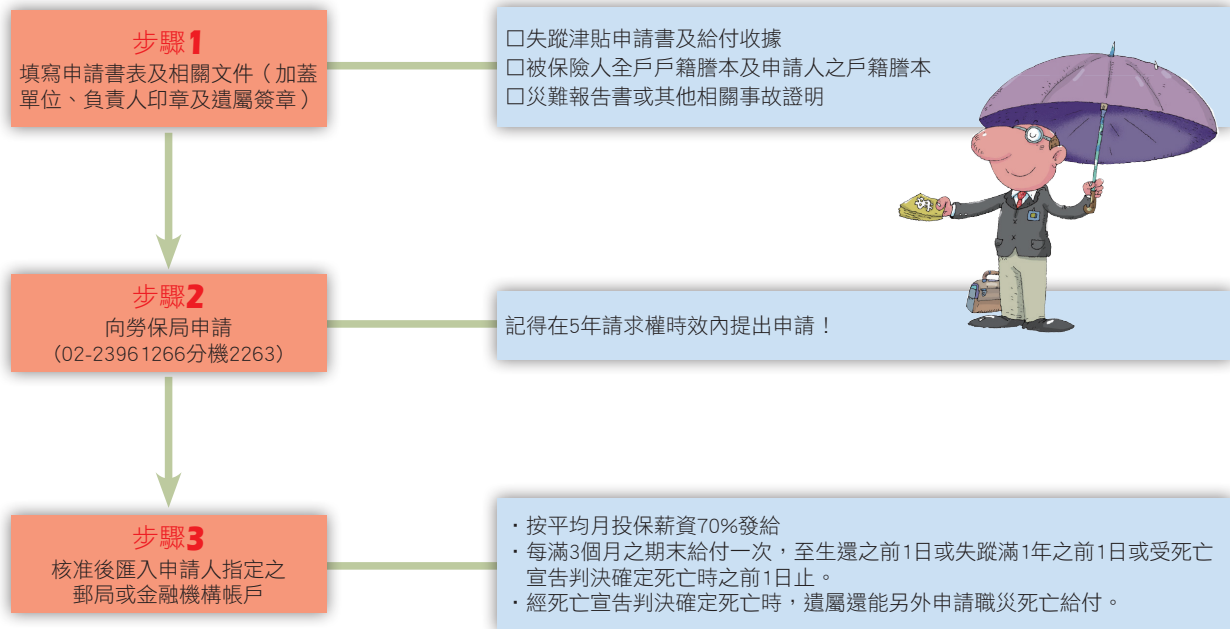 步驟1
填寫申請書表及相關文件（加蓋
單位、負責人印章及遺屬簽章）
□失蹤津貼申請書及給付收據
□被保險人全戶戶籍謄本及申請人之戶籍謄本
□災難報告書或其他相關事故證明
步驟2
向勞保局申請
（02-23961266分機2263）
記得在5年請求權時效內提出申請！
步驟3
核准後匯入申請人指定之
郵局或金融機構帳戶
・按平均月投保薪資70%發給
・每滿3個月之期末給付一次，至生還之前1日或失蹤滿1年之前1日或受死亡
宣告判決確定死亡時之前1日止。
・經死亡宣告判決確定死亡時，遺屬還能另外申請職災死亡給付。